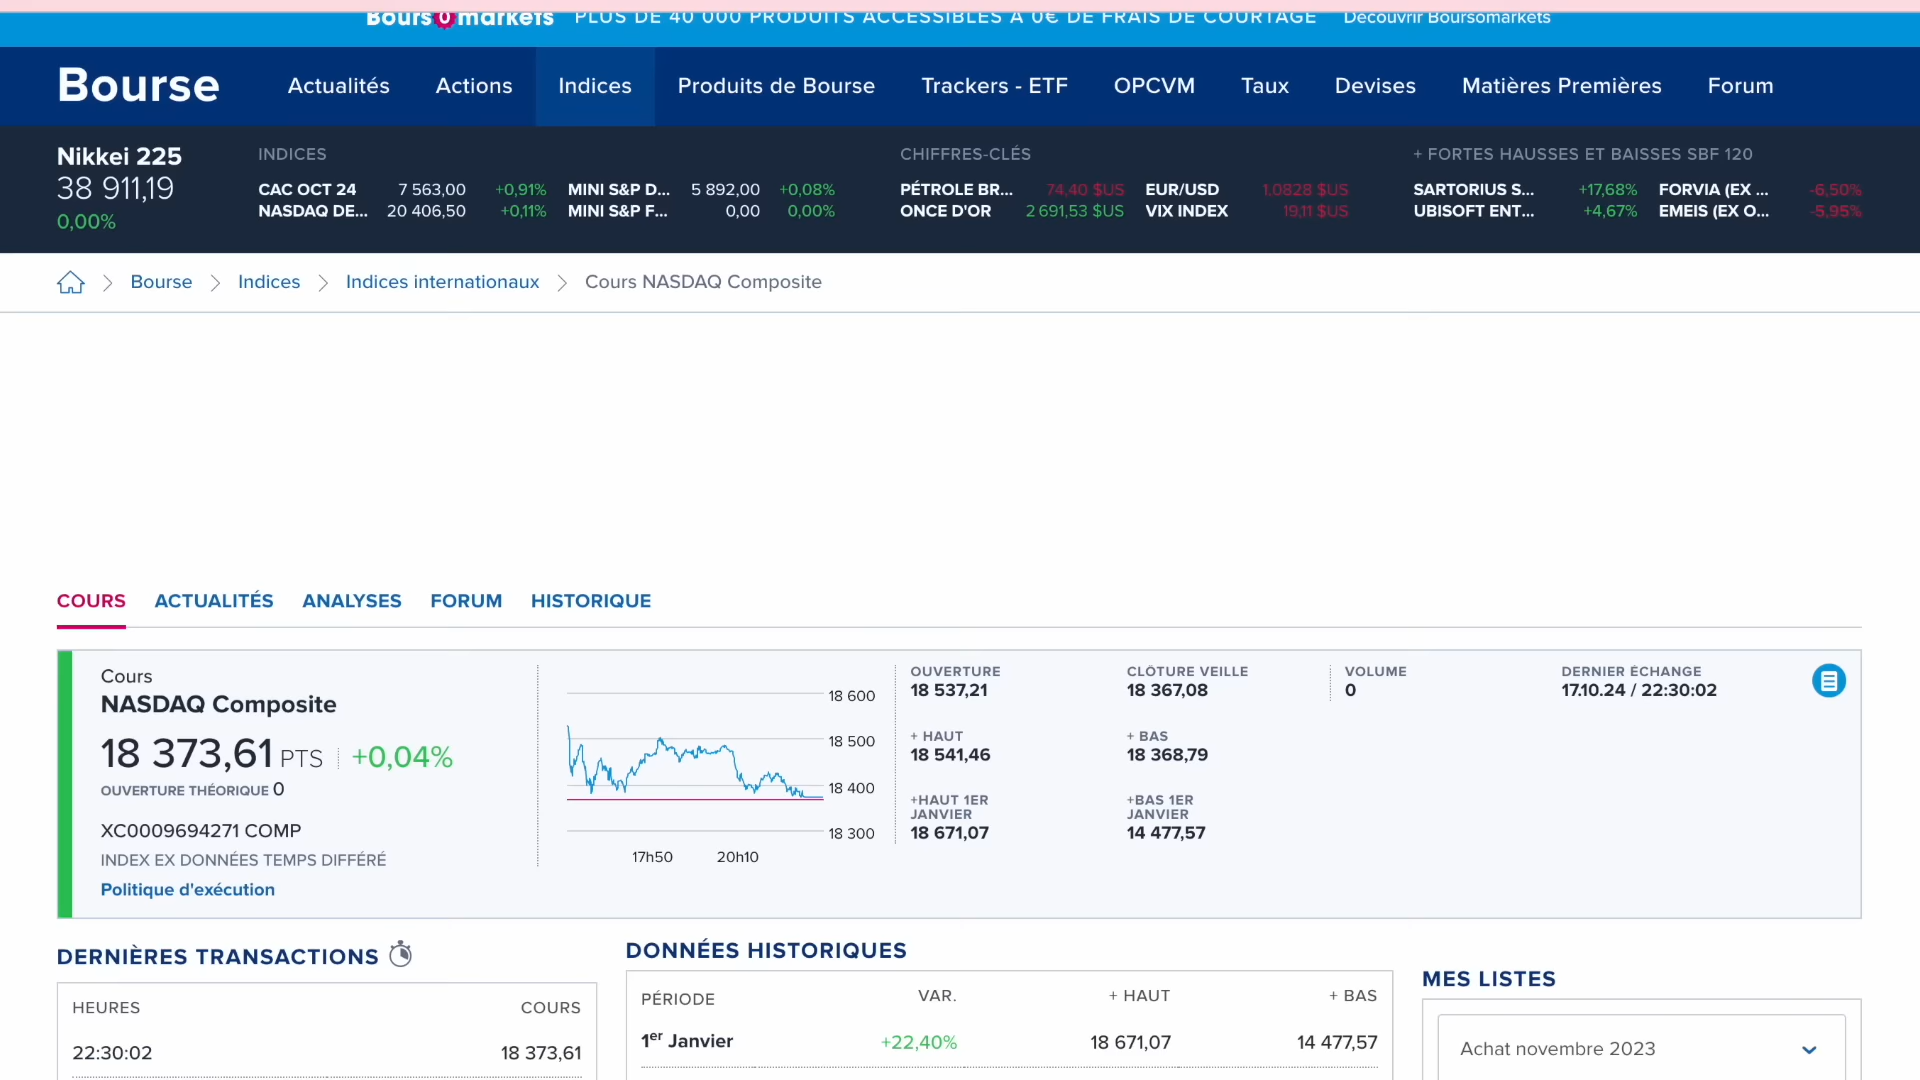 Boursomarkets PLUS DE 40 000 PRODUITS ACCESSIBLES À 0€ DE FRAIS DE COURTAGE Découvrir Boursomarkets
Bourse Actualités Actions Indices Produits de Bourse Trackers - ETF OPCVM Taux Devises Matières Premières Forum
Nikkei 225
38 911,19
0,00%
INDICES
CAC OCT 24 7 563,00 +0,91% MINI S&P D... 5 892,00 +0,08%
NASDAQ DE... 20 406,50 +0,11% MINI S&P F... 0,00 0,00%
CHIFFRES-CLÉS
PÉTROLE BR... 74,40 $US EUR/USD 1,0828 $US
ONCE D'OR 2 691,53 $US VIX INDEX 19,11 $US
+ FORTES HAUSSES ET BAISSES SBF 120
SARTORIUS S... +17,68% FORVIA (EX ... -6,50%
UBISOFT ENT... +4,67% EMEIS (EX O... -5,95%
Bourse Indices Indices internationaux Cours NASDAQ Composite
COURS ACTUALITÉS ANALYSES FORUM HISTORIQUE
Cours
NASDAQ Composite
18 373,61 PTS +0,04%
OUVERTURE THÉORIQUE 0
XC0009694271 COMP
INDEX EX DONNÉES TEMPS DIFFÉRÉ
Politique d'exécution
18 600
18 500
18 400
18 300
17h50 20h10
OUVERTURE
18 537,21
CLÔTURE VEILLE
18 367,08
VOLUME
0
DERNIER ÉCHANGE
17.10.24 / 22:30:02
+ HAUT
18 541,46
+ BAS
18 368,79
+HAUT 1ER
JANVIER
18 671,07
+BAS 1ER
JANVIER
14 477,57
DERNIÈRES TRANSACTIONS
HEURES COURS
22:30:02 18 373,61
DONNÉES HISTORIQUES
PÉRIODE VAR. + HAUT + BAS
1er Janvier +22,40% 18 671,07 14 477,57
MES LISTES
Achat novembre 2023